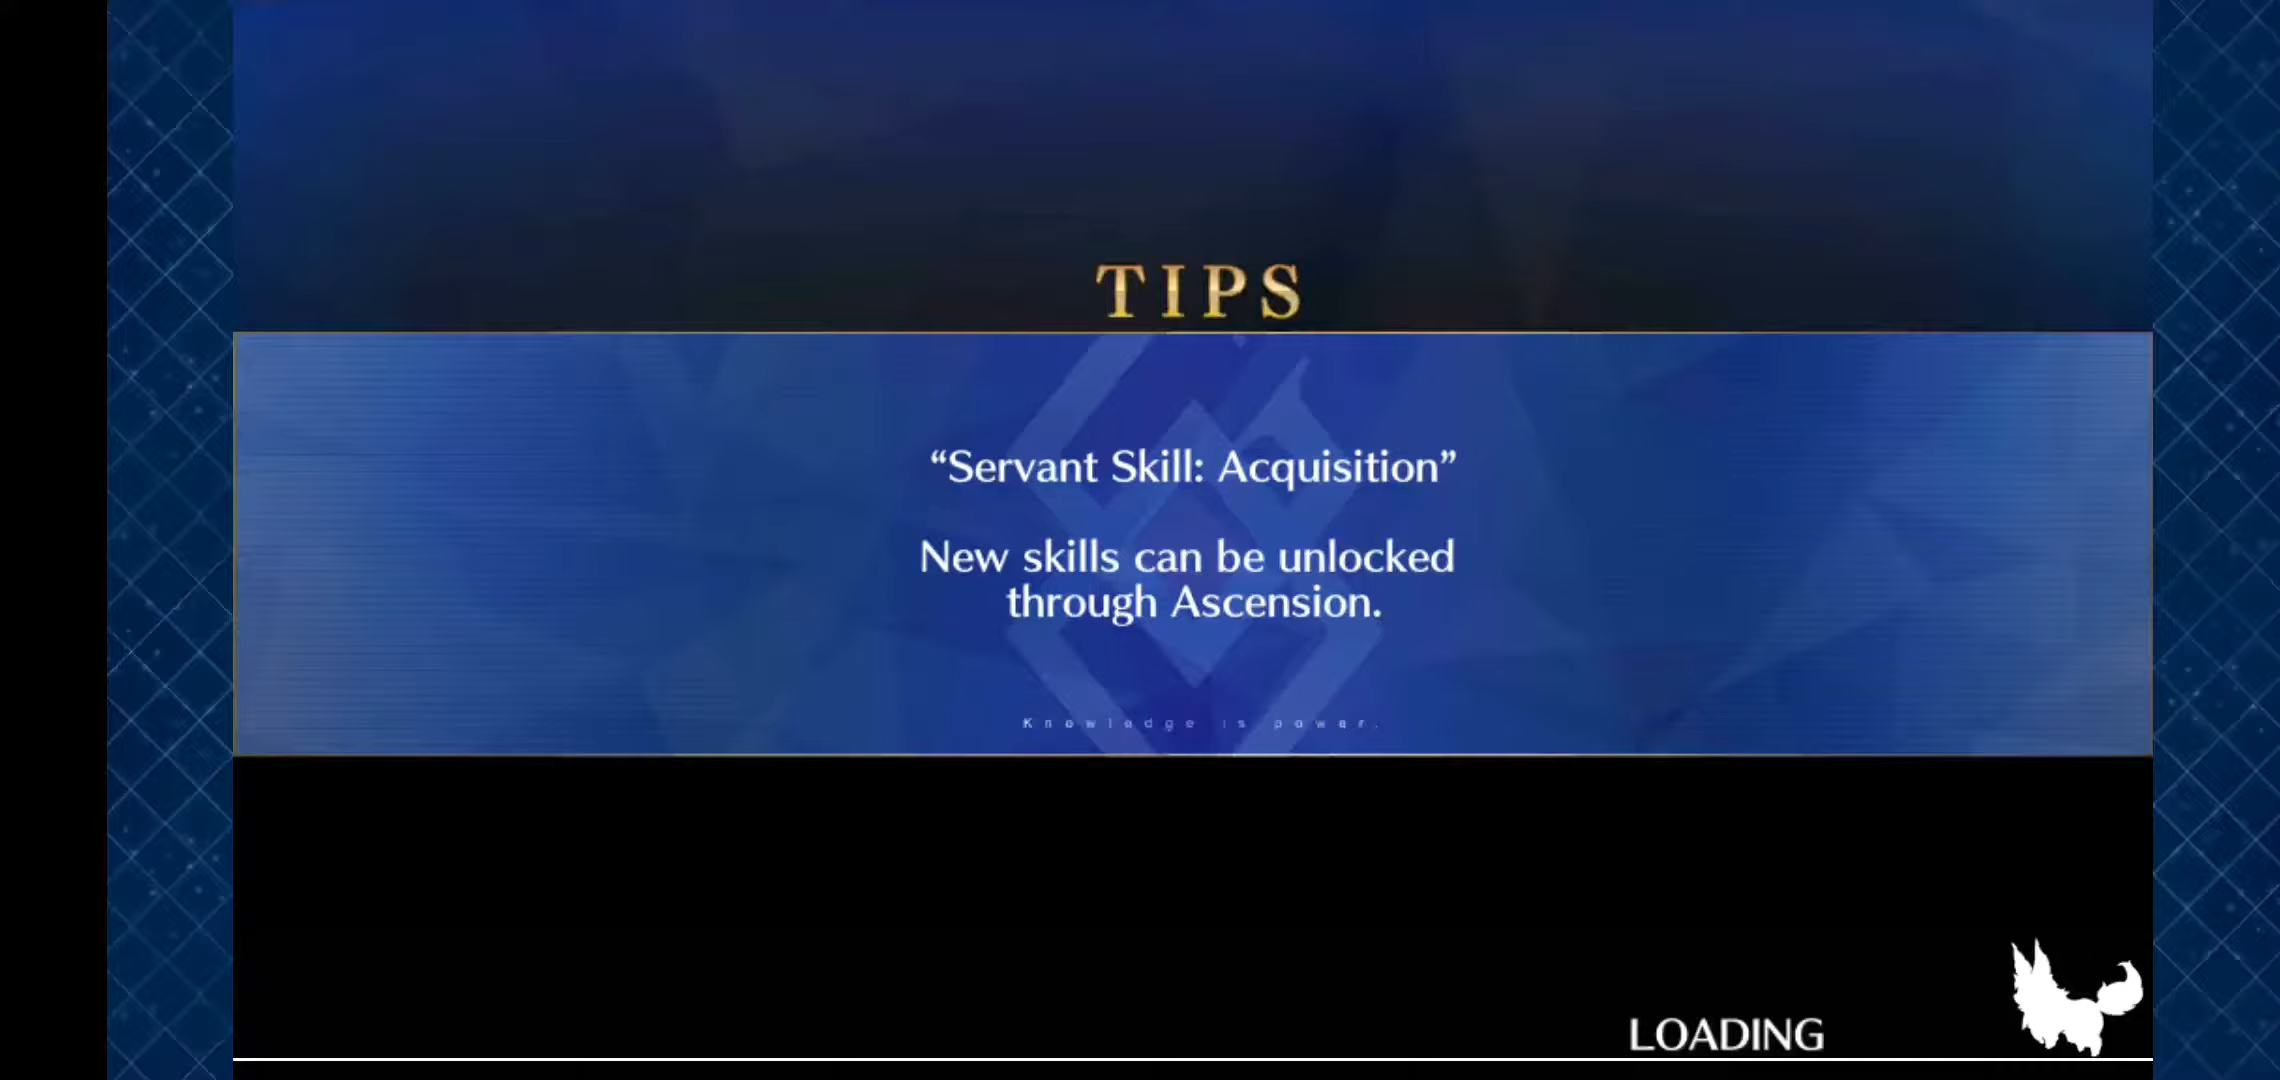 TIPS
“Servant Skill: Acquisition”
New skills can be unlocked
through Ascension.
Knowledge is power.
LOADING